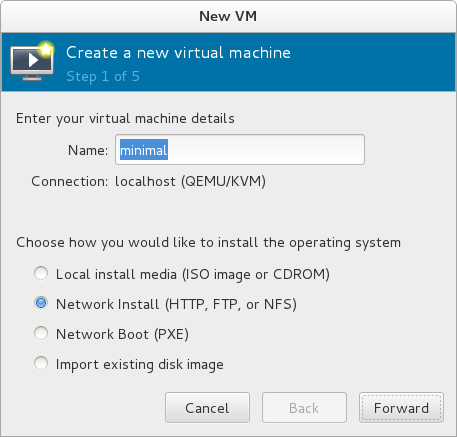 New VM
Create a new virtual machine
Step 1 of 5
Enter your virtual machine details
Name: minimal
Connection: localhost (QEMU/KVM)
Choose how you would like to install the operating system
Local install media (ISO image or CDROM)
Network Install (HTTP, FTP, or NFS)
Network Boot (PXE)
Import existing disk image
Cancel Back Forward